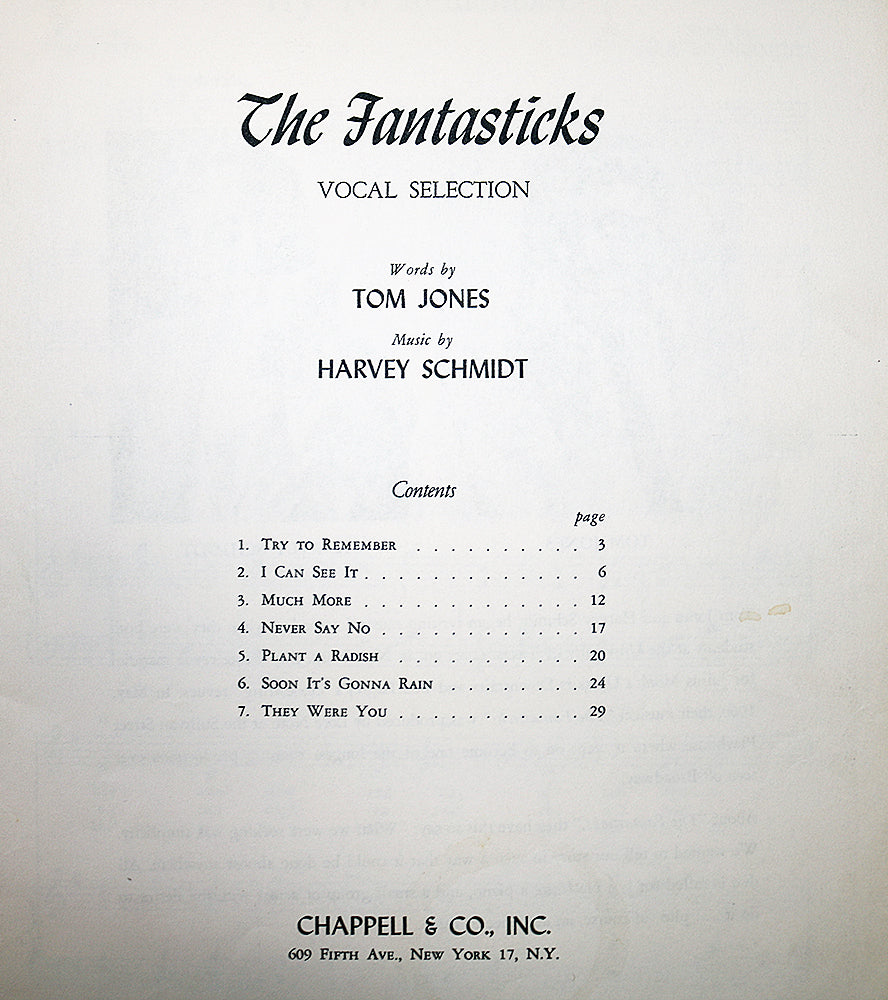 The Fantasticks
VOCAL SELECTION
Words by
TOM JONES
Music by
HARVEY SCHMIDT
Contents
page
1. TRY TO REMEMBER . . . . . . . . . . 3
2. I CAN SEE IT . . . . . . . . . . . . . 6
3. MUCH MORE . . . . . . . . . . . . . 12
4. NEVER SAY NO . . . . . . . . . . . . 17
5. PLANT A RADISH . . . . . . . . . . . 20
6. SOON IT'S GONNA RAIN . . . . . . . . . 24
7. THEY WERE YOU . . . . . . . . . . . 29
CHAPPELL & CO., INC.
609 FIFTH AVE., NEW YORK 17, N.Y.